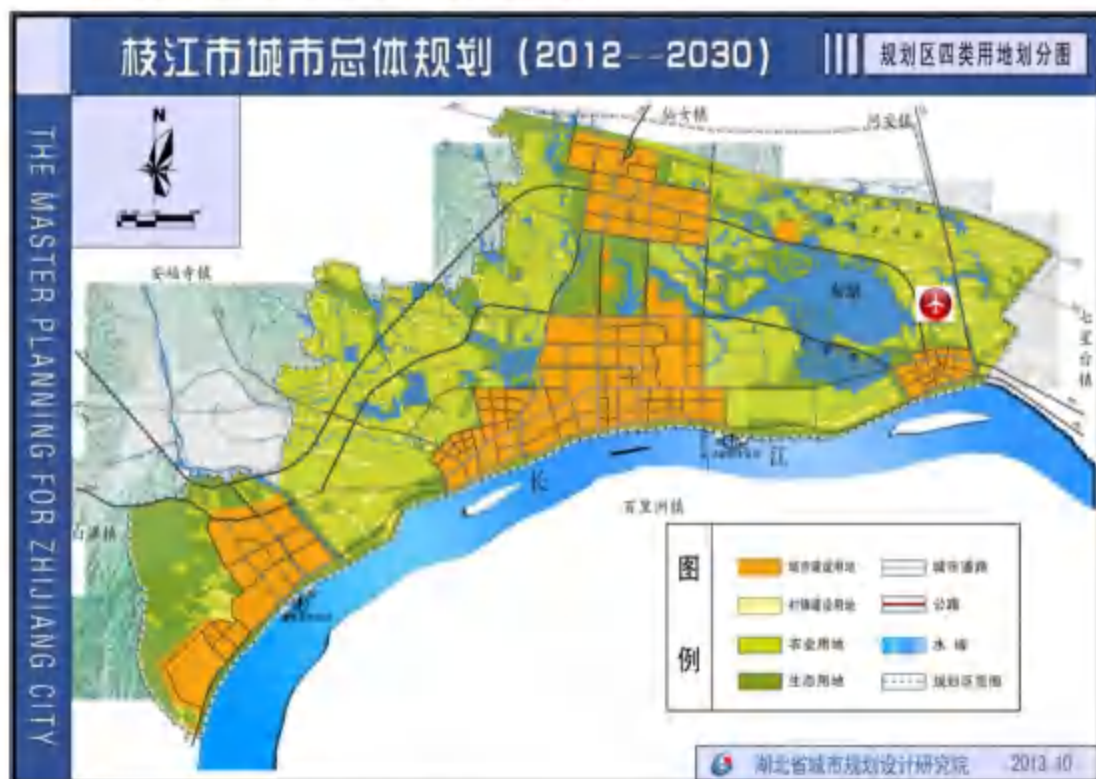 枝江市城市总体规划 (2012--2030)
规划区四类用地划分图
THE MASTER PLANNING FOR ZHIJIANG CITY
N
仙女镇
问安镇
安福寺镇
七星台镇
长
江
百里洲镇
白洋镇
图例
城市建设用地
城市道路
村镇建设用地
公路
农业用地
水域
生态用地
规划区范围
湖北省城市规划设计研究院
2013.10